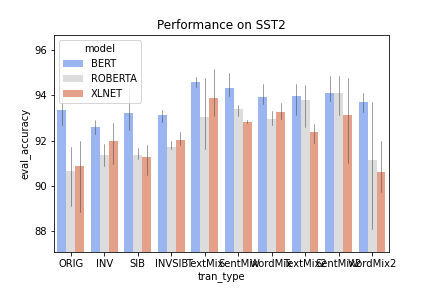 Performance on SST2
model
BERT
ROBERTA
XLNET
eval_accuracy
96
94
92
90
88
ORIG INV SIB INVSIB TextMix SentMix WordMix TextMix2 SentMix2 WordMix2
tran_type